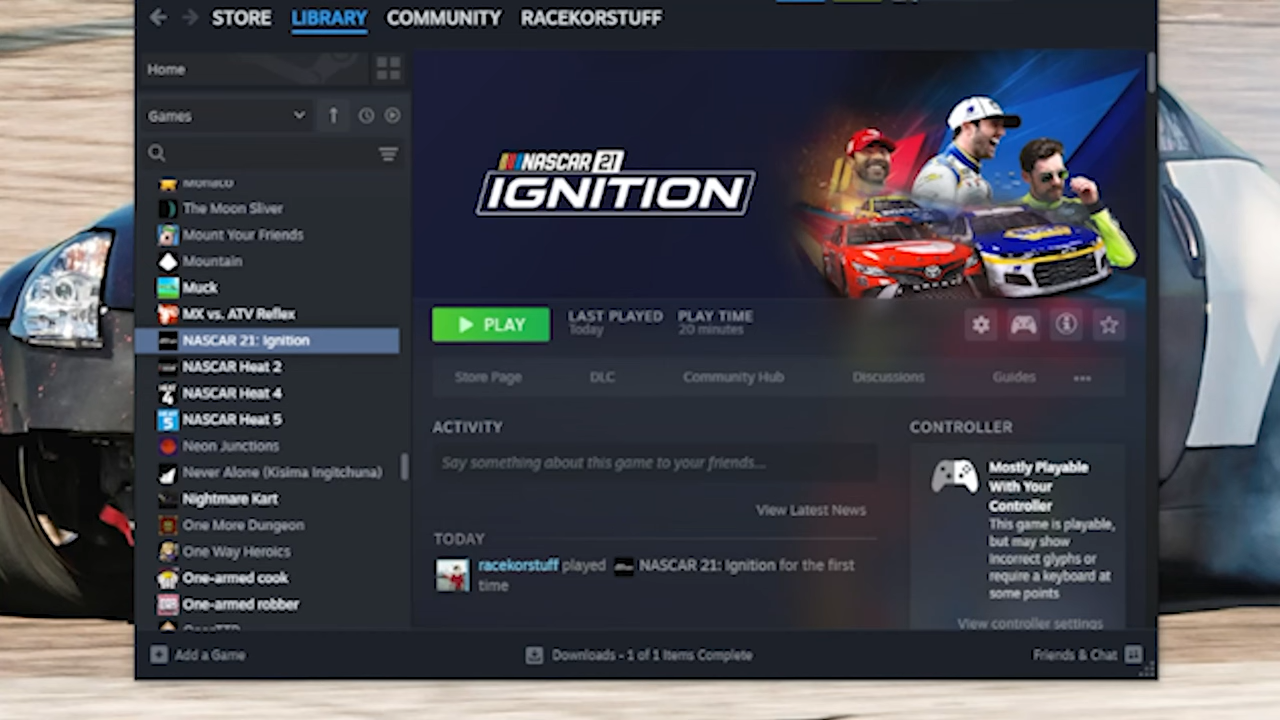 STORE LIBRARY COMMUNITY RACEKORSTUFF
Home
Games
Monaco
The Moon Sliver
Mount Your Friends
Mountain
Muck
MX vs. ATV Reflex
NASCAR 21: Ignition
NASCAR Heat 2
NASCAR Heat 4
NASCAR Heat 5
Neon Junctions
Never Alone (Kisima Ingitchuna)
Nightmare Kart
One More Dungeon
One Way Heroics
One-armed cook
One-armed robber
OpenTTD
Add a Game
NASCAR 21
IGNITION
PLAY
LAST PLAYED
Today
PLAY TIME
20 minutes
Store Page DLC Community Hub Discussions Guides ...
ACTIVITY
Say something about this game to your friends...
View Latest News
TODAY
racekorstuff played NASCAR 21: Ignition for the first
time
CONTROLLER
Mostly Playable
With Your
Controller
This game is playable,
but may show
incorrect glyphs or
require a keyboard at
some points
View controller settings
Downloads - 1 of 1 Items Complete
Friends & Chat